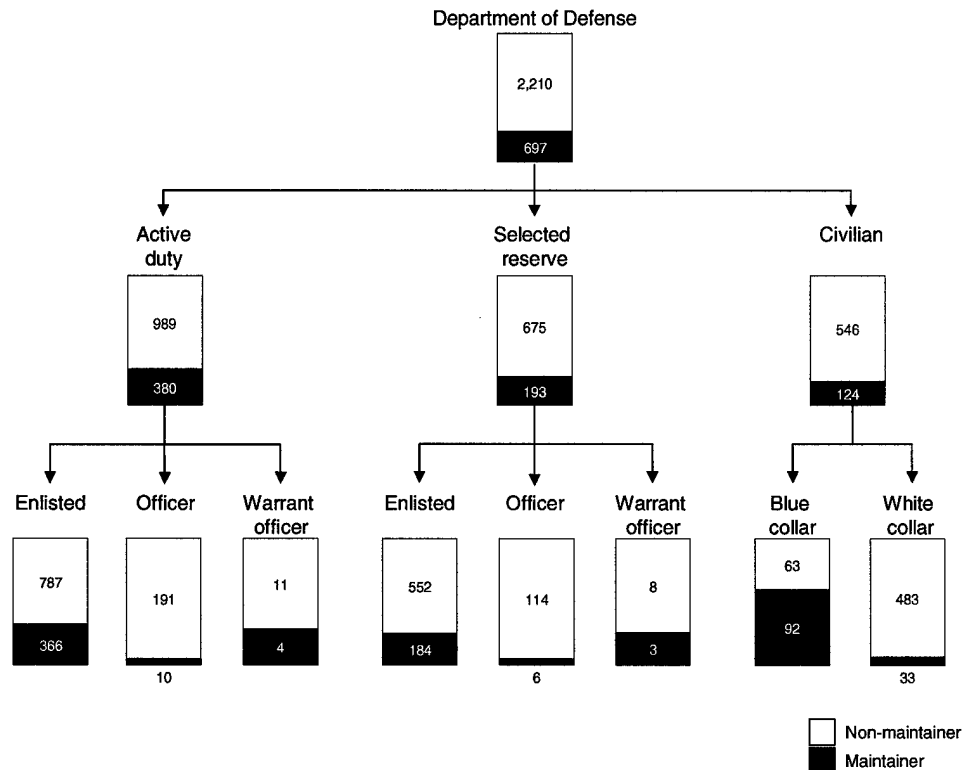 Department of Defense
2,210
697
Active
duty
Selected
reserve
Civilian
989
675
546
380
193
124
Enlisted
Officer
Warrant
officer
Enlisted
Officer
Warrant
officer
Blue
collar
White
collar
787
191
11
552
114
8
63
483
366
4
184
3
92
10
6
33
Non-maintainer
Maintainer